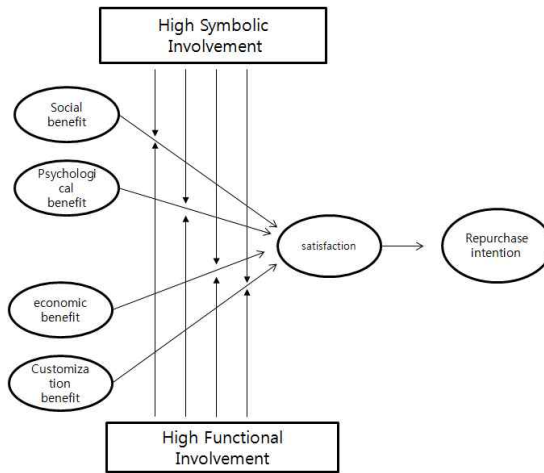 High Symbolic
Involvement
Social
benefit
Psychologi
cal
benefit
satisfaction
Repurchase
intention
economic
benefit
Customiza
tion
benefit
High Functional
Involvement